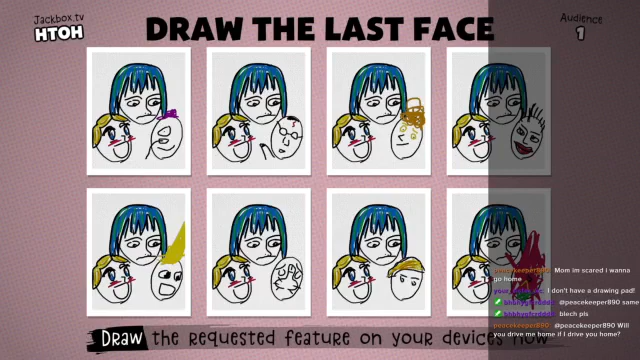 Jackbox.tv
HTOH
DRAW THE LAST FACE
Audience
1
peacekeeper890: Mom im scared i wanna
go home
I don't have a drawing pad!
@peacekeeper890 same
blech pls
peacekeeper890: @peacekeeper890 Will
you drive me home if I drive you home?
Draw the requested feature on your devices now